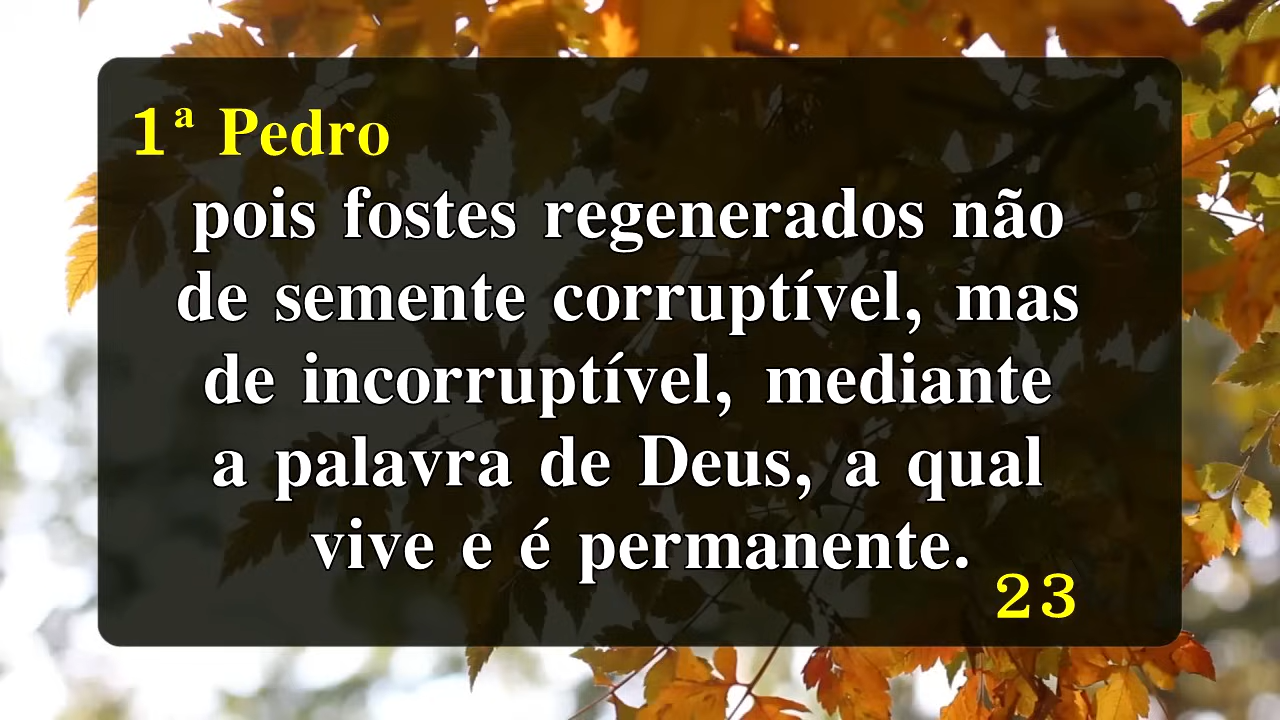 1ª Pedro
pois fostes regenerados não
de semente corruptível, mas
de incorruptível, mediante
a palavra de Deus, a qual
vive e é permanente.
23